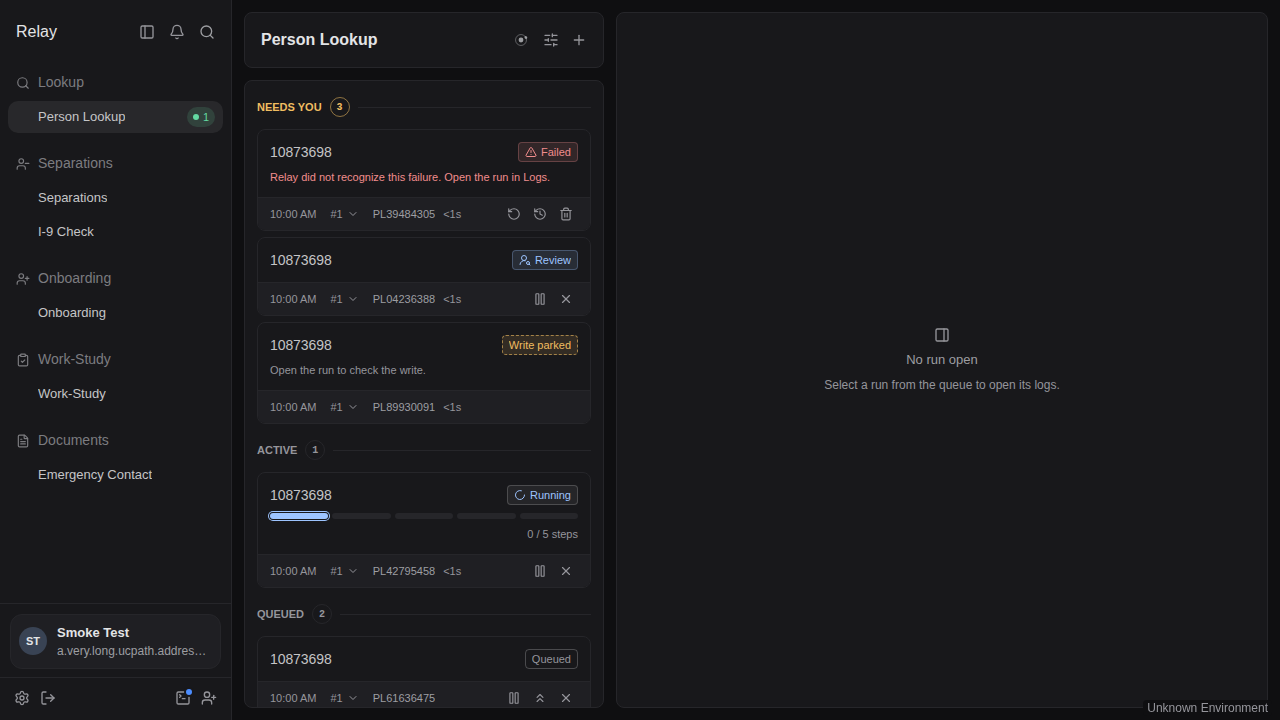 Relay
Lookup
Person Lookup
1
Separations
Separations
I-9 Check
Onboarding
Onboarding
Work-Study
Work-Study
Documents
Emergency Contact
ST
Smoke Test
a.very.long.ucpath.addres…
Person Lookup
NEEDS YOU 3
10873698
Failed
Relay did not recognize this failure. Open the run in Logs.
10:00 AM #1 PL39484305 <1s
10873698
Review
10:00 AM #1 PL04236388 <1s
10873698
Write parked
Open the run to check the write.
10:00 AM #1 PL89930091 <1s
ACTIVE 1
10873698
Running
0 / 5 steps
10:00 AM #1 PL42795458 <1s
QUEUED 2
10873698
Queued
10:00 AM #1 PL61636475
No run open
Select a run from the queue to open its logs.
Unknown Environment